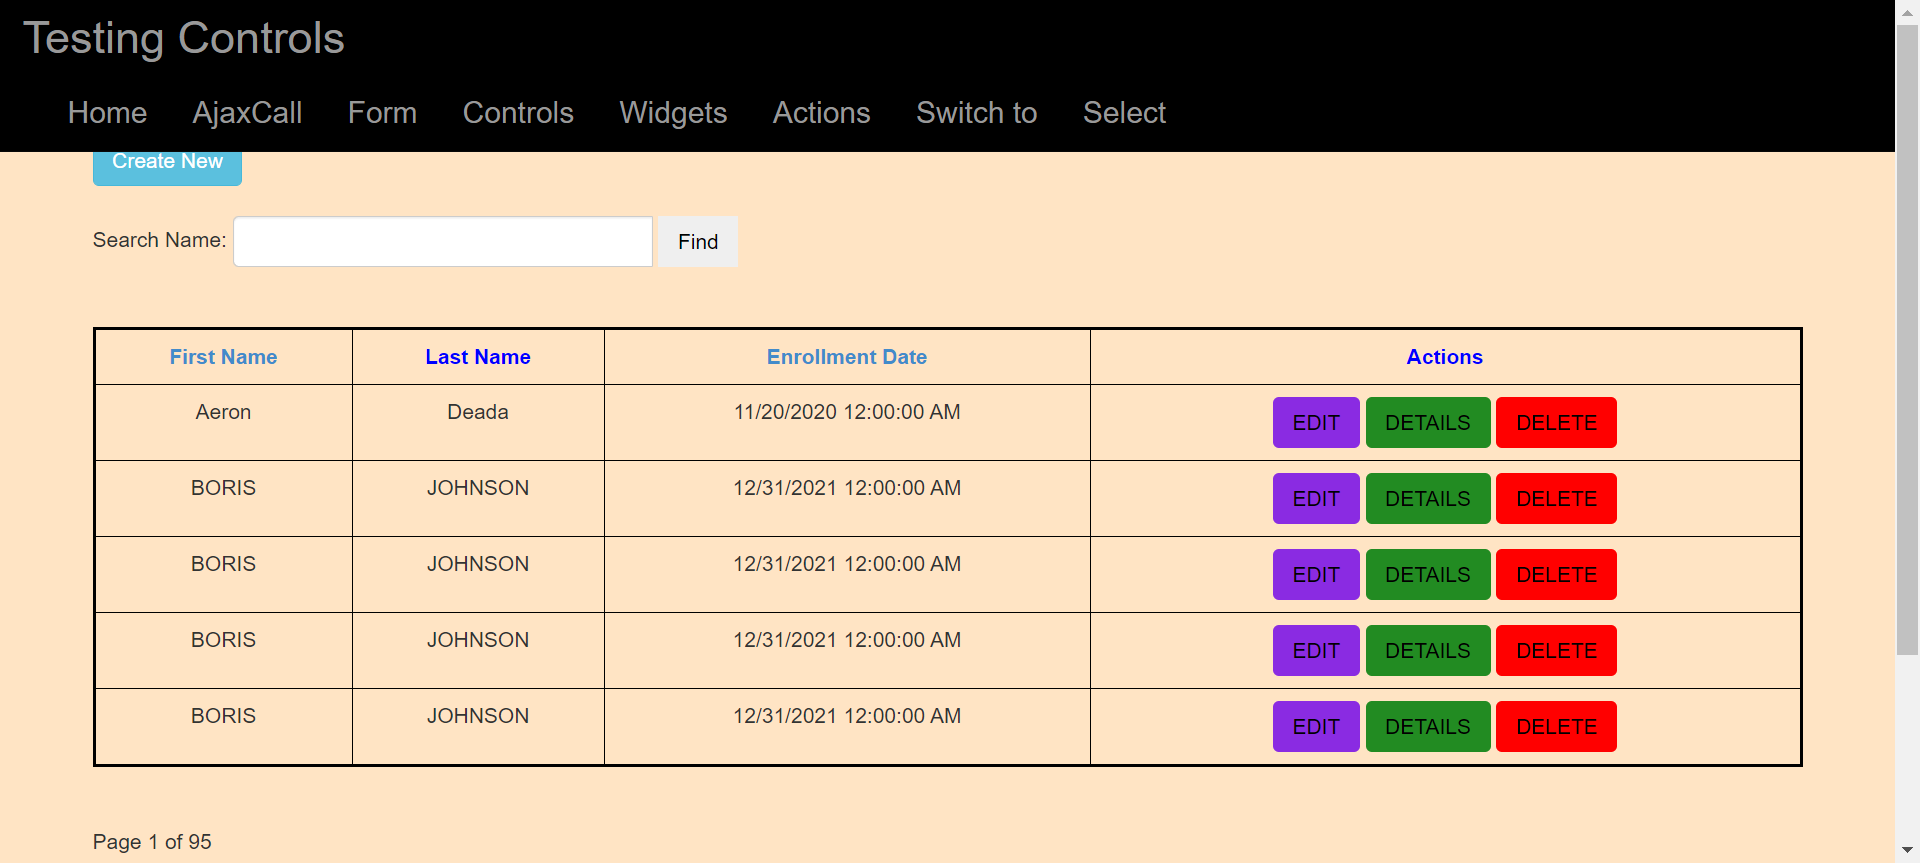 Testing Controls
Home AjaxCall Form Controls Widgets Actions Switch to Select
Create New
Search Name: Find
First Name Last Name Enrollment Date Actions
Aeron Deada 11/20/2020 12:00:00 AM EDIT DETAILS DELETE
BORIS JOHNSON 12/31/2021 12:00:00 AM EDIT DETAILS DELETE
BORIS JOHNSON 12/31/2021 12:00:00 AM EDIT DETAILS DELETE
BORIS JOHNSON 12/31/2021 12:00:00 AM EDIT DETAILS DELETE
BORIS JOHNSON 12/31/2021 12:00:00 AM EDIT DETAILS DELETE
Page 1 of 95